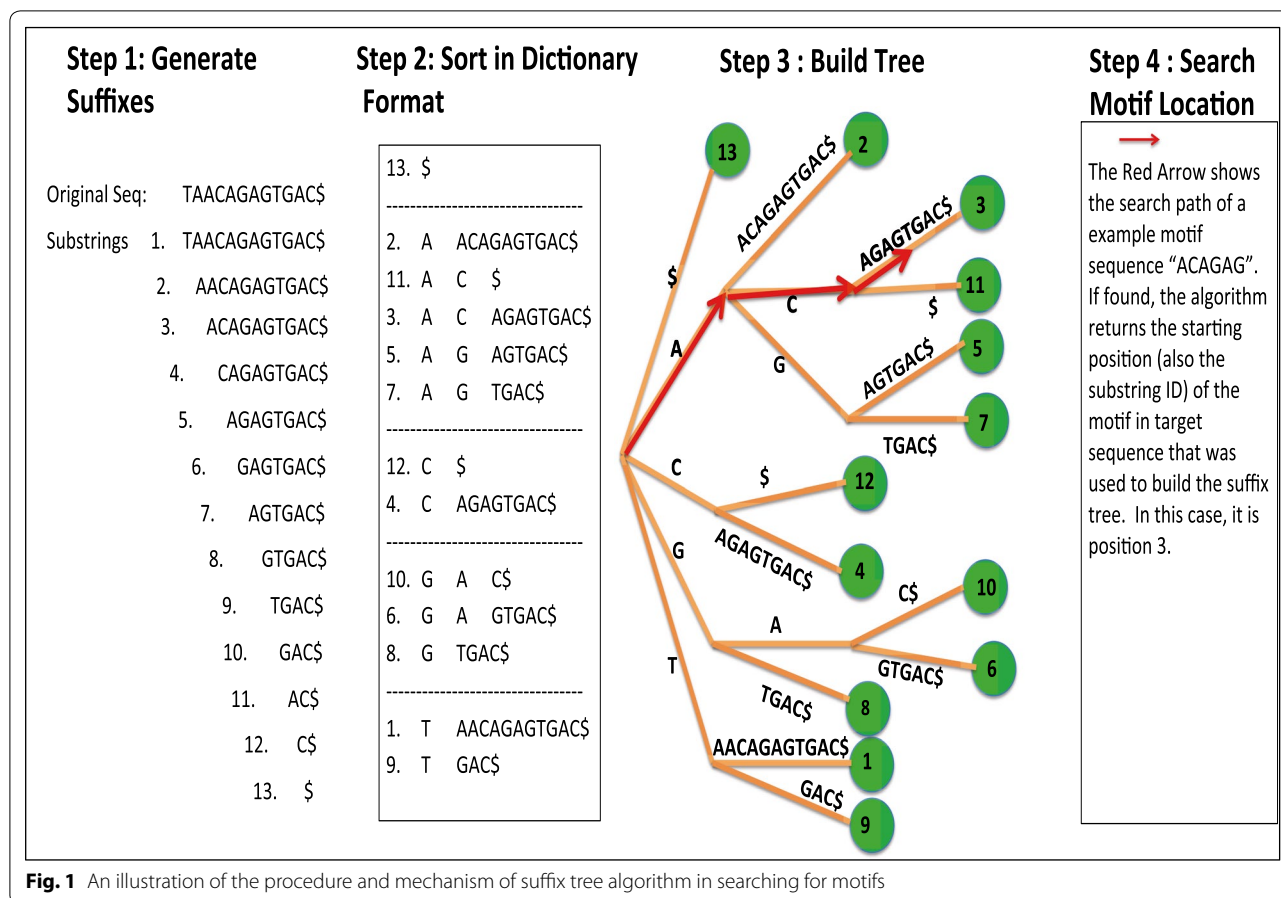 Step 1: Generate
Suffixes
Original Seq: TAACAGAGTGAC$
Substrings 1. TAACAGAGTGAC$
2. AACAGAGTGAC$
3. ACAGAGTGAC$
4. CAGAGTGAC$
5. AGAGTGAC$
6. GAGTGAC$
7. AGTGAC$
8. GTGAC$
9. TGAC$
10. GAC$
11. AC$
12. C$
13. $
Step 2: Sort in Dictionary
Format
13. $
---------------------------------
2. A ACAGAGTGAC$
11. A C $
3. A C AGAGTGAC$
5. A G AGTGAC$
7. A G TGAC$
---------------------------------
12. C $
4. C AGAGTGAC$
---------------------------------
10. G A C$
6. G A GTGAC$
8. G TGAC$
---------------------------------
1. T AACAGAGTGAC$
9. T GAC$
Step 3 : Build Tree
13
$
A
ACAGAGTGAC$
2
C
AGAGTGAC$
3
$
11
G
AGTGAC$
5
TGAC$
7
C
$
12
AGAGTGAC$
4
G
A
C$
10
GTGAC$
6
TGAC$
8
T
AACAGAGTGAC$
1
GAC$
9
Step 4 : Search
Motif Location
The Red Arrow shows
the search path of a
example motif
sequence “ACAGAG”.
If found, the algorithm
returns the starting
position (also the
substring ID) of the
motif in target
sequence that was
used to build the suffix
tree. In this case, it is
position 3.
Fig. 1 An illustration of the procedure and mechanism of suffix tree algorithm in searching for motifs